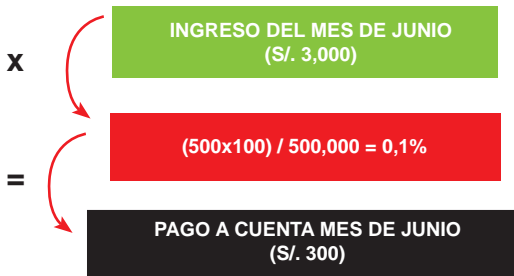 INGRESO DEL MES DE JUNIO
(S/. 3,000)
x
(500x100) / 500,000 = 0,1%
=
PAGO A CUENTA MES DE JUNIO
(S/. 300)